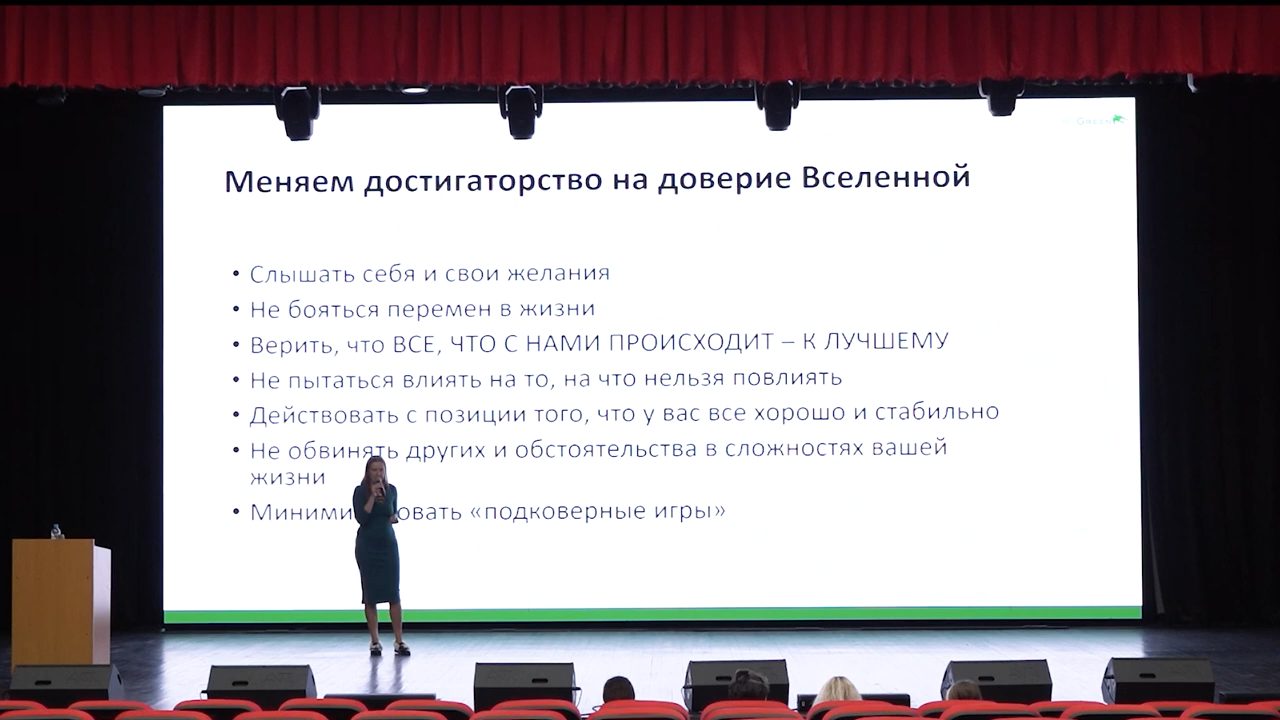 Меняем достигаторство на доверие Вселенной
• Слышать себя и свои желания
• Не бояться перемен в жизни
• Верить, что ВСЕ, ЧТО С НАМИ ПРОИСХОДИТ – К ЛУЧШЕМУ
• Не пытаться влиять на то, на что нельзя повлиять
• Действовать с позиции того, что у вас все хорошо и стабильно
• Не обвинять других и обстоятельства в сложностях вашей
жизни
• «подковерные игры»